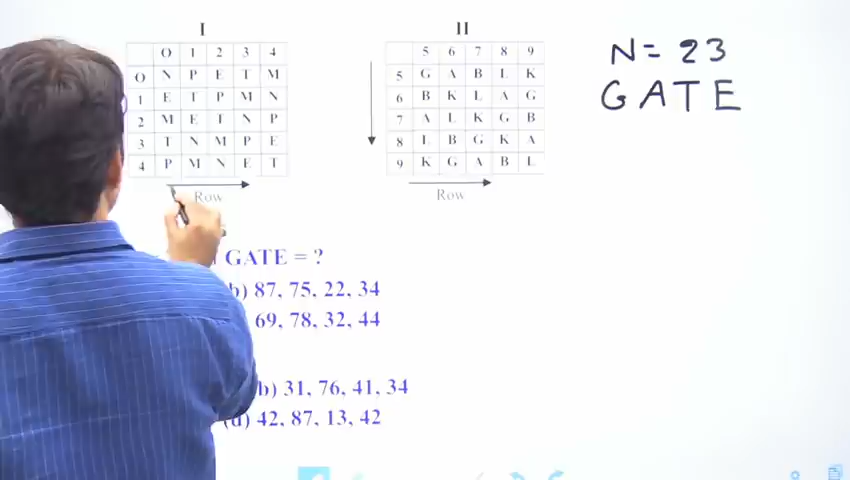 I
II
N = 23
GATE
O 1 2 3 4
O N P E T M
1 E T P M N
2 M E T N P
3 T N M P E
4 P M N E T
Row
5 6 7 8 9
5 G A B L K
6 B K L A G
7 A L K G B
8 L B G K A
9 K G A B L
Row
GATE = ?
b) 87, 75, 22, 34
69, 78, 32, 44
b) 31, 76, 41, 34
(d) 42, 87, 13, 42